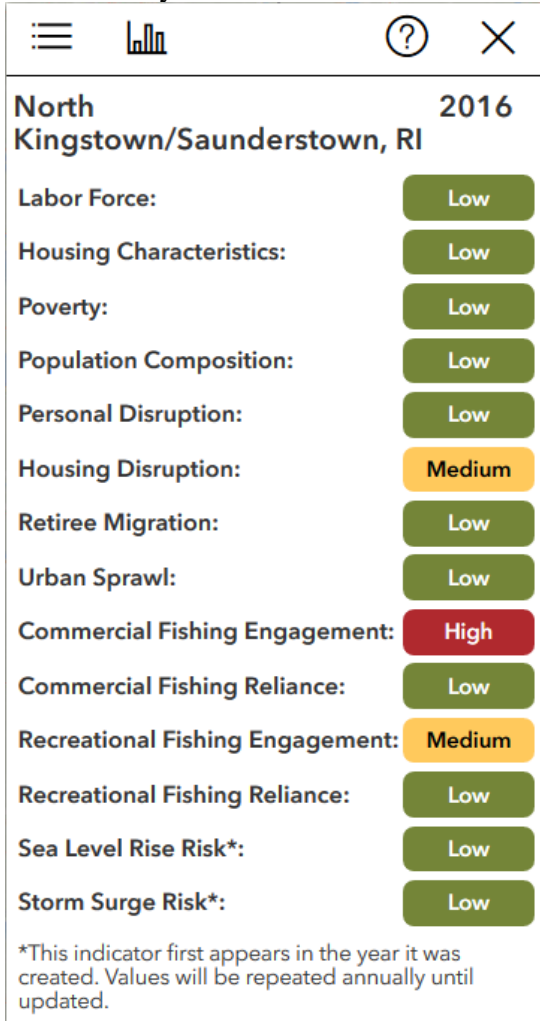 North 2016
Kingstown/Saunderstown, RI
Labor Force: Low
Housing Characteristics: Low
Poverty: Low
Population Composition: Low
Personal Disruption: Low
Housing Disruption: Medium
Retiree Migration: Low
Urban Sprawl: Low
Commercial Fishing Engagement: High
Commercial Fishing Reliance: Low
Recreational Fishing Engagement: Medium
Recreational Fishing Reliance: Low
Sea Level Rise Risk*: Low
Storm Surge Risk*: Low
*This indicator first appears in the year it was
created. Values will be repeated annually until
updated.